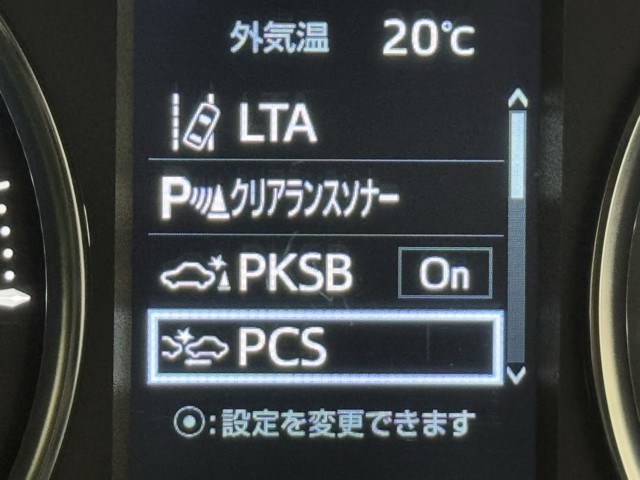 外気温 20℃
LTA
P クリアランスソナー
PKSB On
PCS
⦿:設定を変更できます